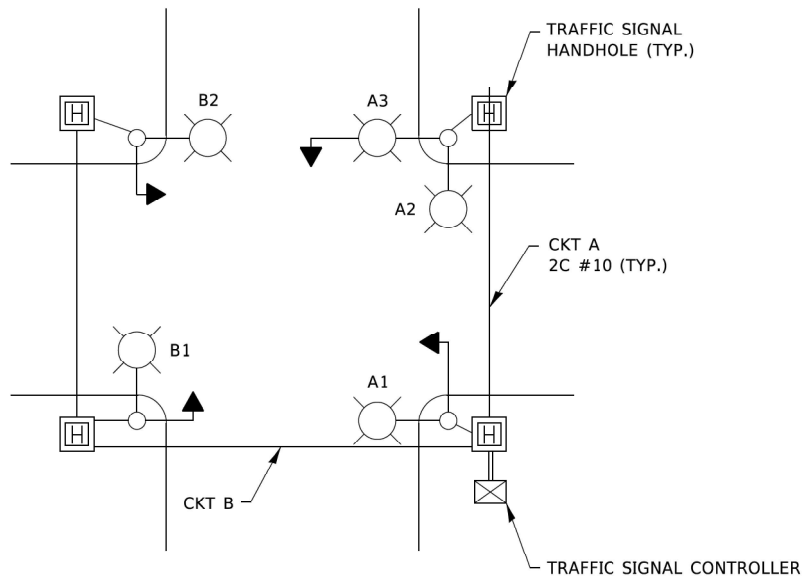 TRAFFIC SIGNAL
HANDHOLE (TYP.)
B2
A3
H
H
A2
CKT A
2C #10 (TYP.)
B1
A1
H
H
CKT B
TRAFFIC SIGNAL CONTROLLER